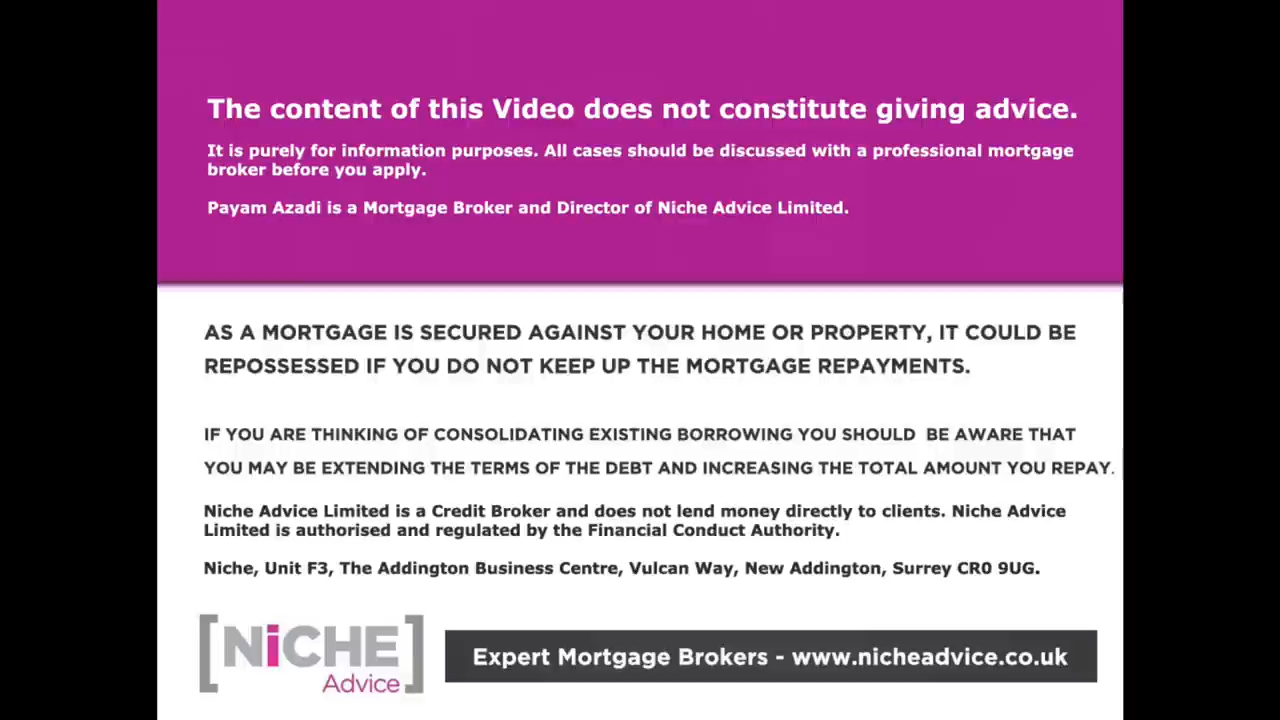 The content of this Video does not constitute giving advice.
It is purely for information purposes. All cases should be discussed with a professional mortgage
broker before you apply.
Payam Azadi is a Mortgage Broker and Director of Niche Advice Limited.
AS A MORTGAGE IS SECURED AGAINST YOUR HOME OR PROPERTY, IT COULD BE
REPOSSESSED IF YOU DO NOT KEEP UP THE MORTGAGE REPAYMENTS.
IF YOU ARE THINKING OF CONSOLIDATING EXISTING BORROWING YOU SHOULD BE AWARE THAT
YOU MAY BE EXTENDING THE TERMS OF THE DEBT AND INCREASING THE TOTAL AMOUNT YOU REPAY.
Niche Advice Limited is a Credit Broker and does not lend money directly to clients. Niche Advice
Limited is authorised and regulated by the Financial Conduct Authority.
Niche, Unit F3, The Addington Business Centre, Vulcan Way, New Addington, Surrey CR0 9UG.
[NiCHE
Advice]
Expert Mortgage Brokers - www.nicheadvice.co.uk